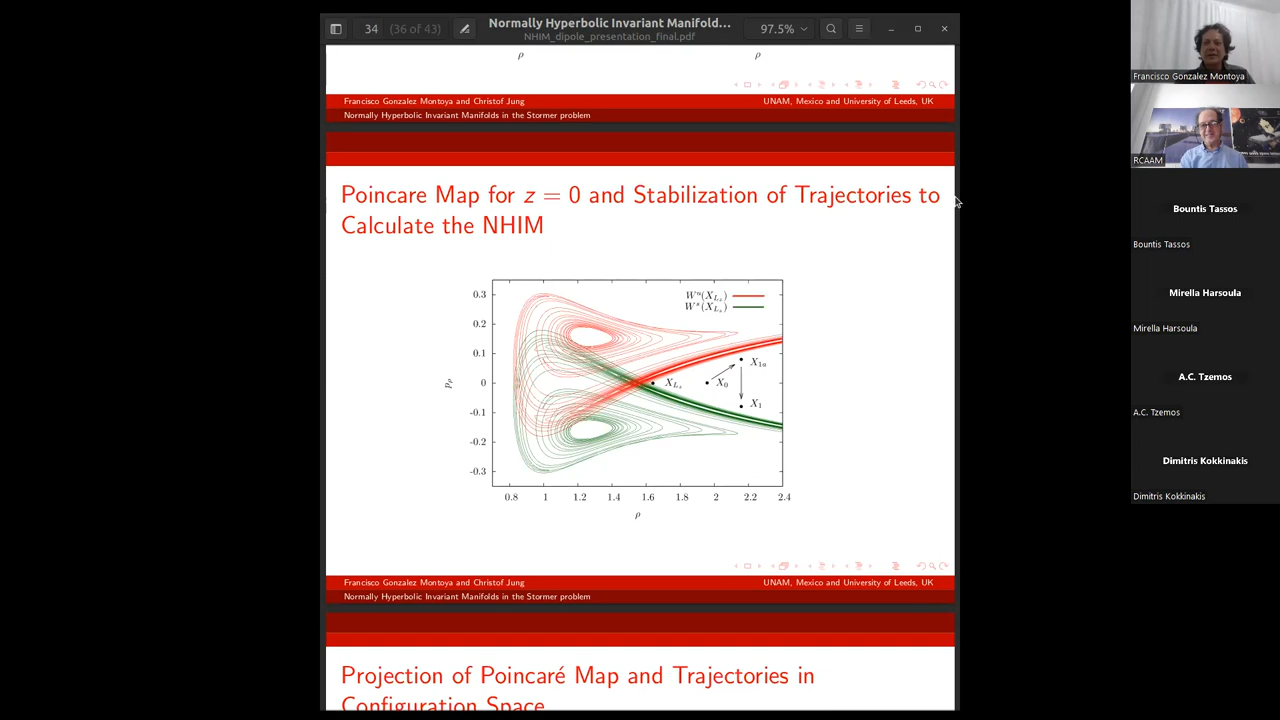 34
(36 of 43)
Normally Hyperbolic Invariant Manifold…
NHIM_dipole_presentation_final.pdf
97.5%
ρ ρ
Francisco Gonzalez Montoya and Christof Jung UNAM, Mexico and University of Leeds, UK
Normally Hyperbolic Invariant Manifolds in the Stormer problem
Poincare Map for z = 0 and Stabilization of Trajectories to
Calculate the NHIM
0.3
0.2
0.1
0
-0.1
-0.2
-0.3
p_ρ
W^u(X_{L_s})
W^s(X_{L_s})
X_{L_s}
X_0
X_{1a}
X_1
0.8 1 1.2 1.4 1.6 1.8 2 2.2 2.4
ρ
Francisco Gonzalez Montoya and Christof Jung UNAM, Mexico and University of Leeds, UK
Normally Hyperbolic Invariant Manifolds in the Stormer problem
Projection of Poincaré Map and Trajectories in
Configuration Space
Francisco Gonzalez Montoya
RCAAM
Bountis Tassos
Bountis Tassos
Mirella Harsoula
Mirella Harsoula
A.C. Tzemos
A.C. Tzemos
Dimitris Kokkinakis
Dimitris Kokkinakis